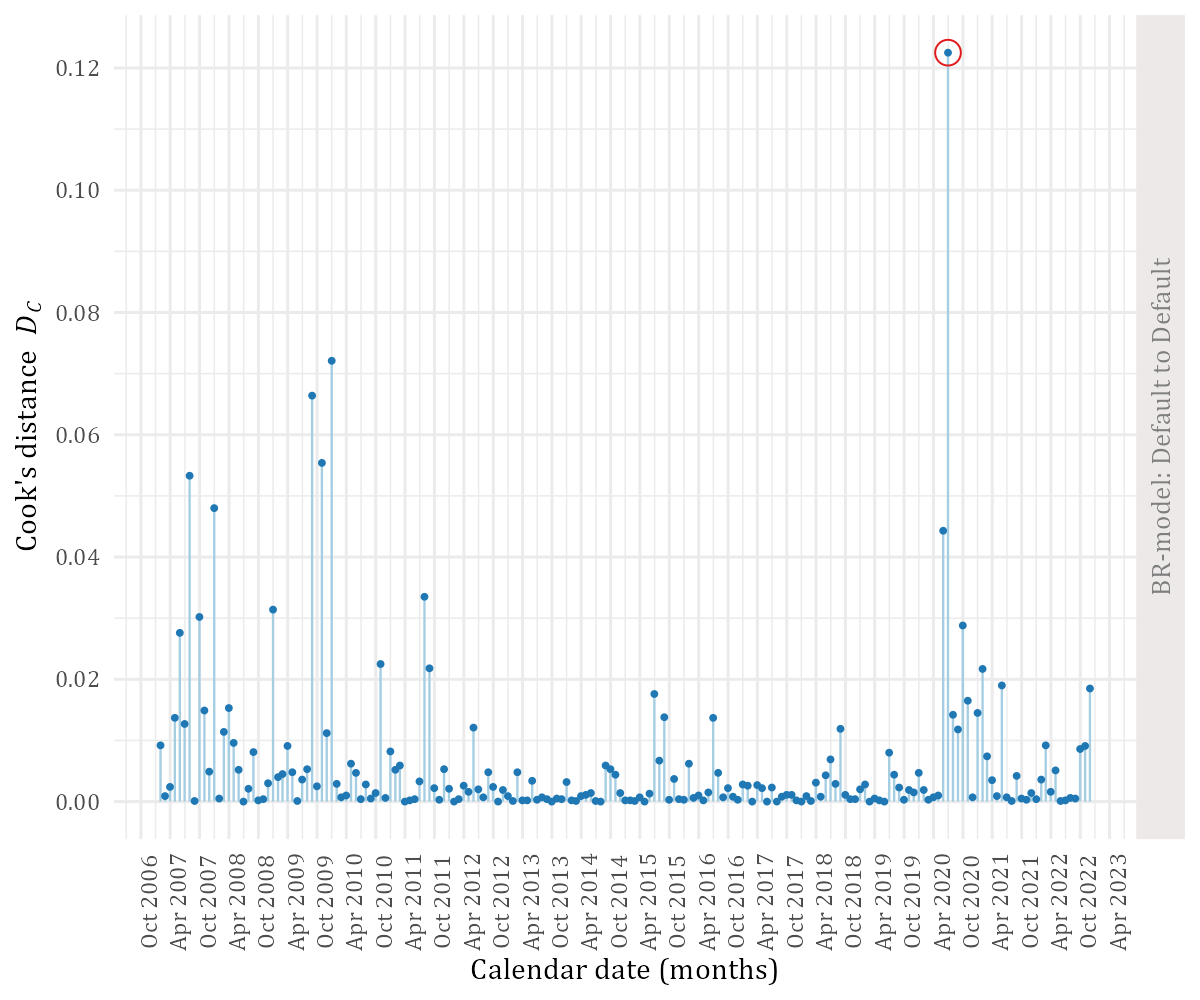 0.12
0.10
0.08
0.06
0.04
0.02
0.00
Cook's distance D_C
Oct 2006
Apr 2007
Oct 2007
Apr 2008
Oct 2008
Apr 2009
Oct 2009
Apr 2010
Oct 2010
Apr 2011
Oct 2011
Apr 2012
Oct 2012
Apr 2013
Oct 2013
Apr 2014
Oct 2014
Apr 2015
Oct 2015
Apr 2016
Oct 2016
Apr 2017
Oct 2017
Apr 2018
Oct 2018
Apr 2019
Oct 2019
Apr 2020
Oct 2020
Apr 2021
Oct 2021
Apr 2022
Oct 2022
Apr 2023
Calendar date (months)
BR-model: Default to Default